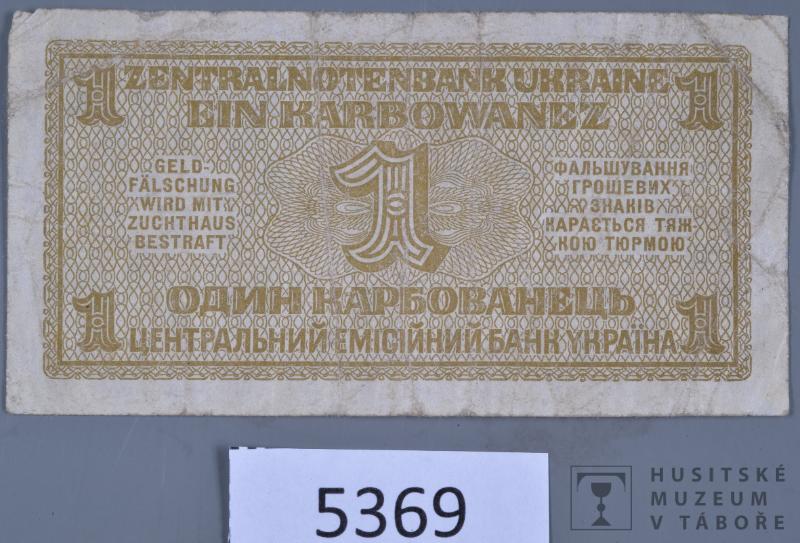 1 ZENTRALNOTENBANK UKRAINE 1
EIN KARBOWANEZ
GELD-
FÄLSCHUNG
WIRD MIT
ZUCHTHAUS
BESTRAFT
1
ФАЛЬШУВАННЯ
ГРОШЕВИХ
ЗНАКІВ
КАРАЄТЬСЯ ТЯЖ-
КОЮ ТЮРМОЮ
ОДИН КАРБОВАНЕЦЬ
1 ЦЕНТРАЛЬНИЙ ЕМІСІЙНИЙ БАНК УКРАЇНА 1
5369
HUSITSKÉ
MUZEUM
V TÁBOŘE